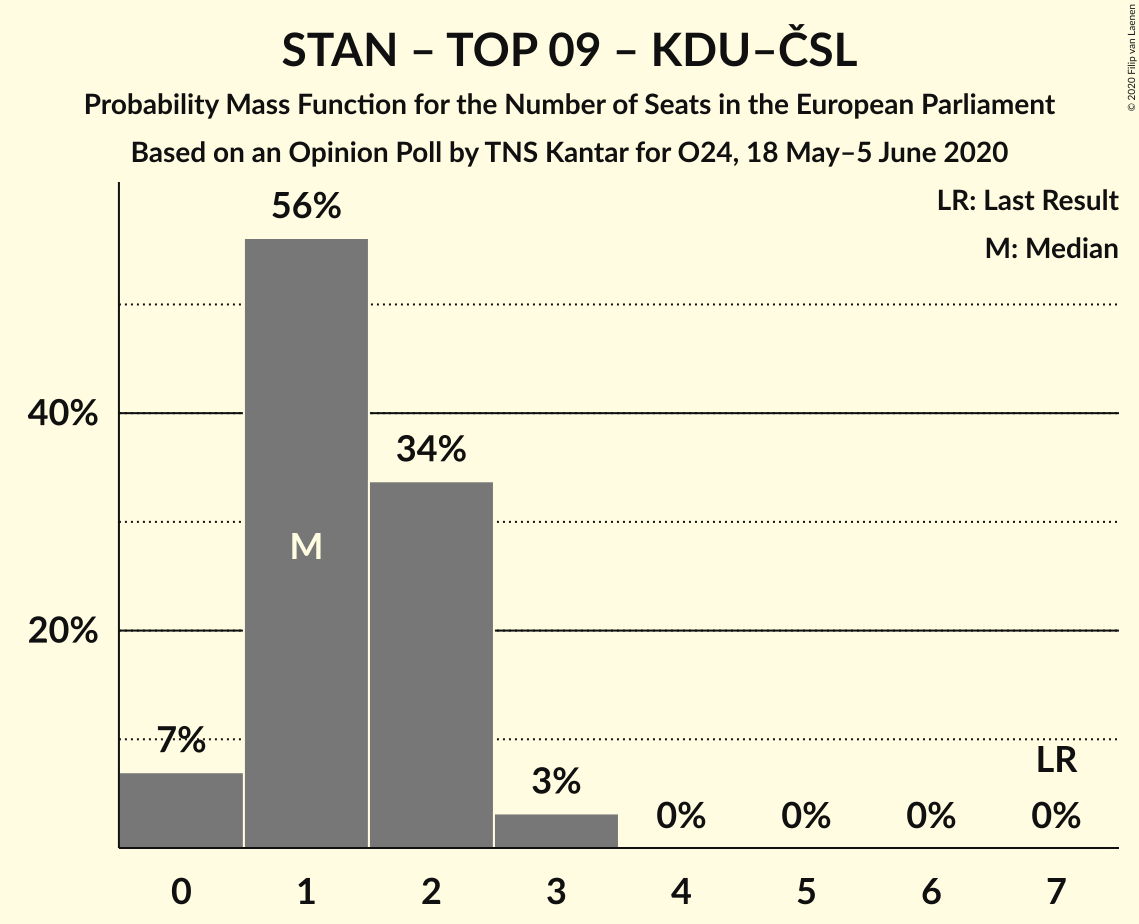 STAN – TOP 09 – KDU–ČSL
Probability Mass Function for the Number of Seats in the European Parliament
Based on an Opinion Poll by TNS Kantar for O24, 18 May–5 June 2020
© 2020 Filip van Laenen
LR: Last Result
M: Median
56%
40%
34%
M
20%
7%
3%
LR
0% 0% 0% 0%
0 1 2 3 4 5 6 7